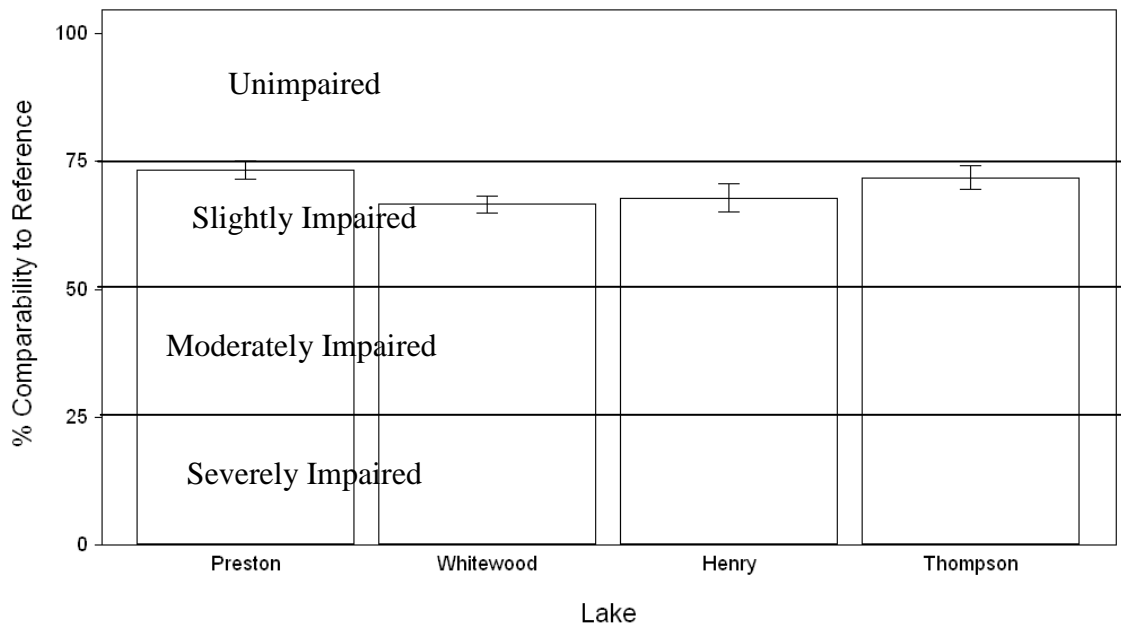 % Comparability to Reference
100
75
50
25
0
Unimpaired
Slightly Impaired
Moderately Impaired
Severely Impaired
Preston Whitewood Henry Thompson
Lake